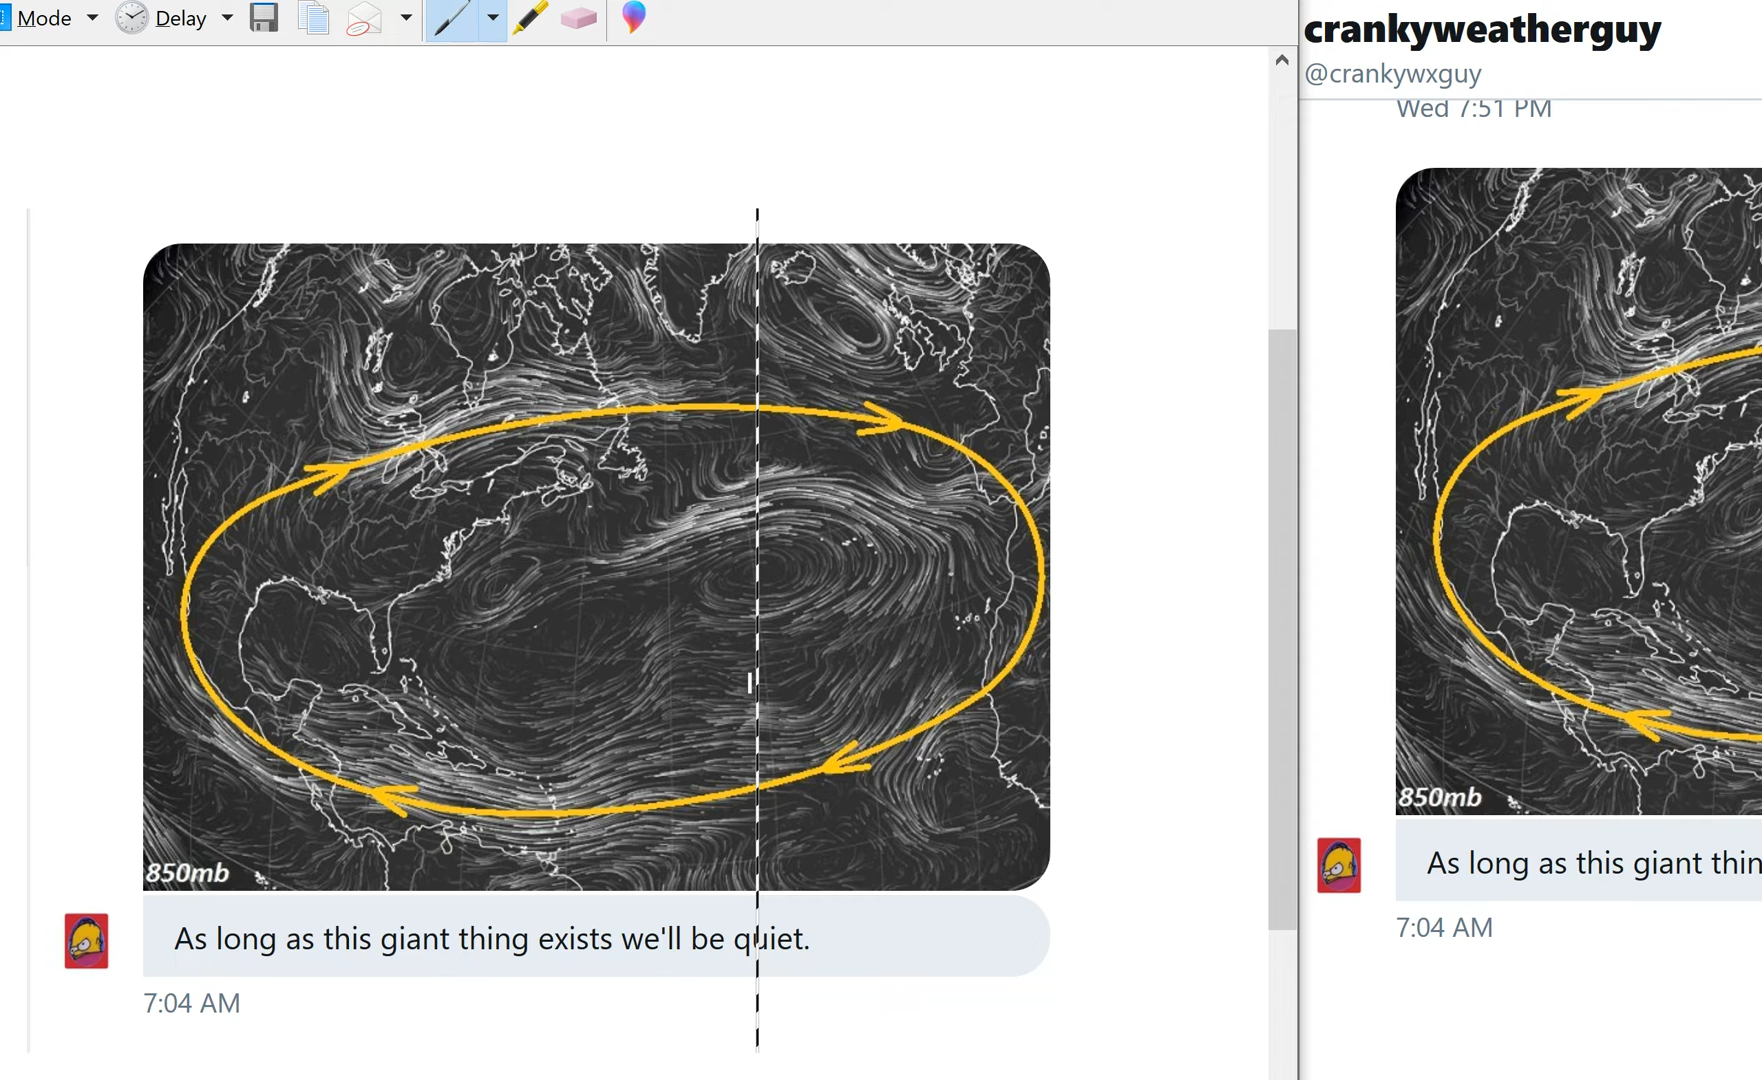 Mode
Delay
850mb
As long as this giant thing exists we'll be quiet.
7:04 AM
crankyweatherguy
@crankywxguy
Wed 7:51 PM
850mb
As long as this giant thin
7:04 AM